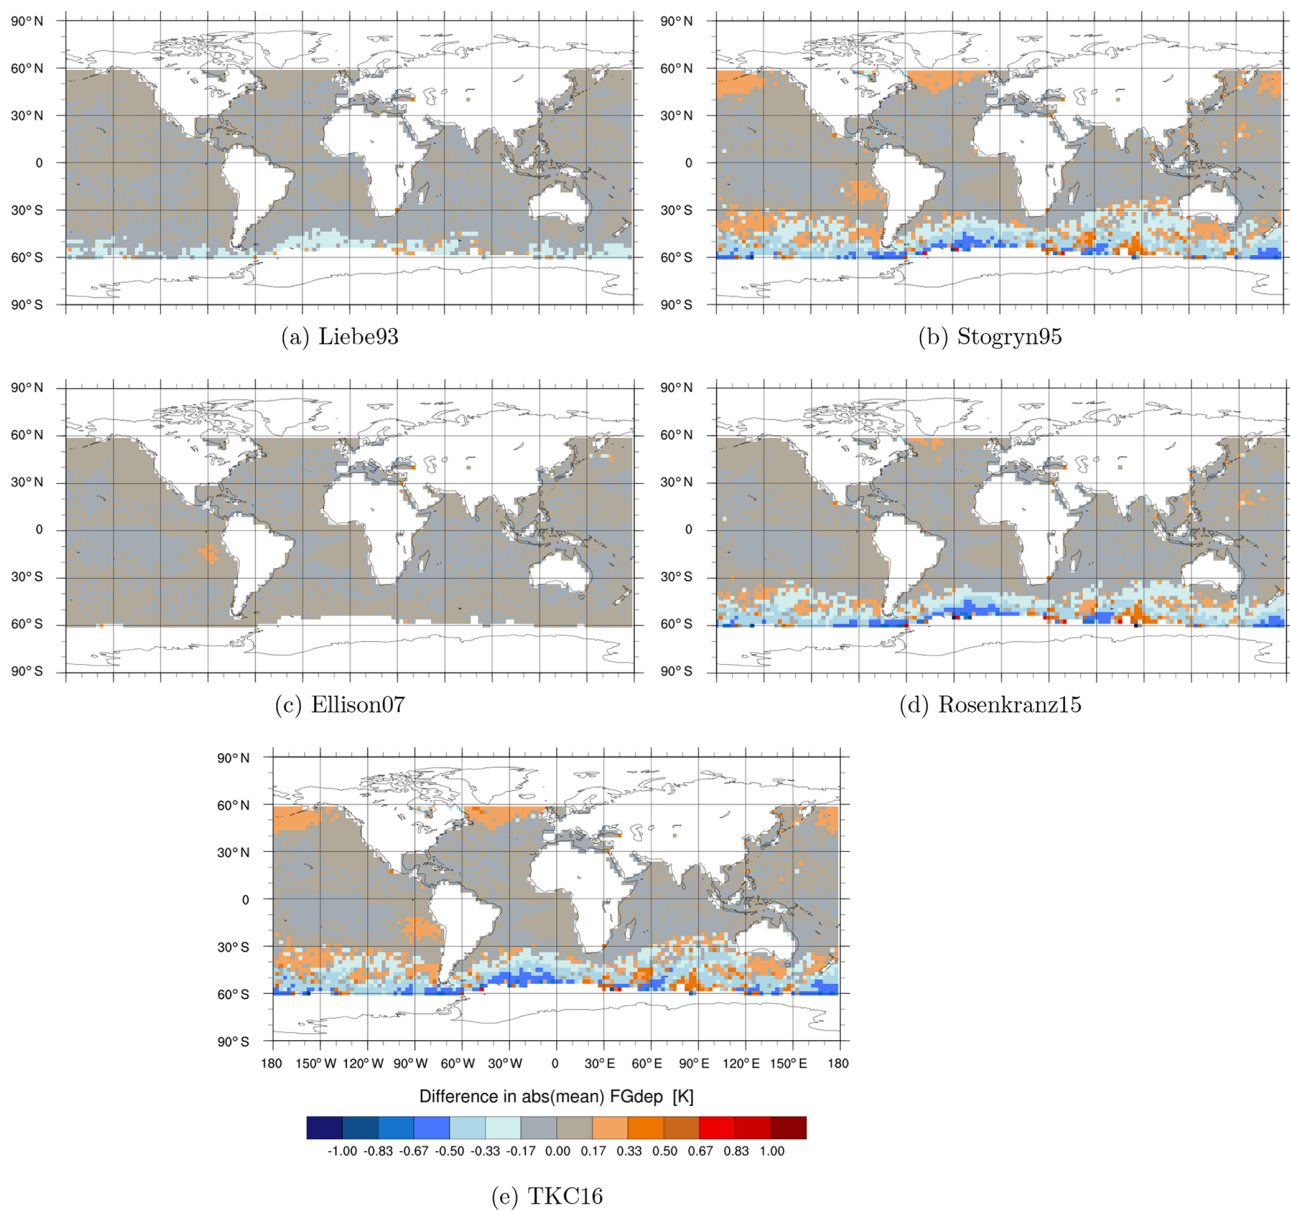 90° N
60° N
30° N
0
30° S
60° S
90° S
(a) Liebe93
90° N
60° N
30° N
0
30° S
60° S
90° S
(b) Stogryn95
90° N
60° N
30° N
0
30° S
60° S
90° S
(c) Ellison07
90° N
60° N
30° N
0
30° S
60° S
90° S
(d) Rosenkranz15
90° N
60° N
30° N
0
30° S
60° S
90° S
180 150° W 120° W 90° W 60° W 30° W 0 30° E 60° E 90° E 120° E 150° E 180
Difference in abs(mean) FGdep [K]
-1.00 -0.83 -0.67 -0.50 -0.33 -0.17 0.00 0.17 0.33 0.50 0.67 0.83 1.00
(e) TKC16